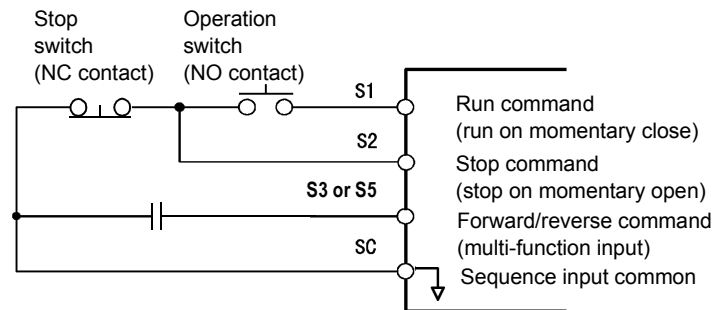 Stop
switch
(NC contact)
Operation
switch
(NO contact)
S1
Run command
(run on momentary close)
S2
Stop command
(stop on momentary open)
S3 or S5
Forward/reverse command
(multi-function input)
SC
Sequence input common